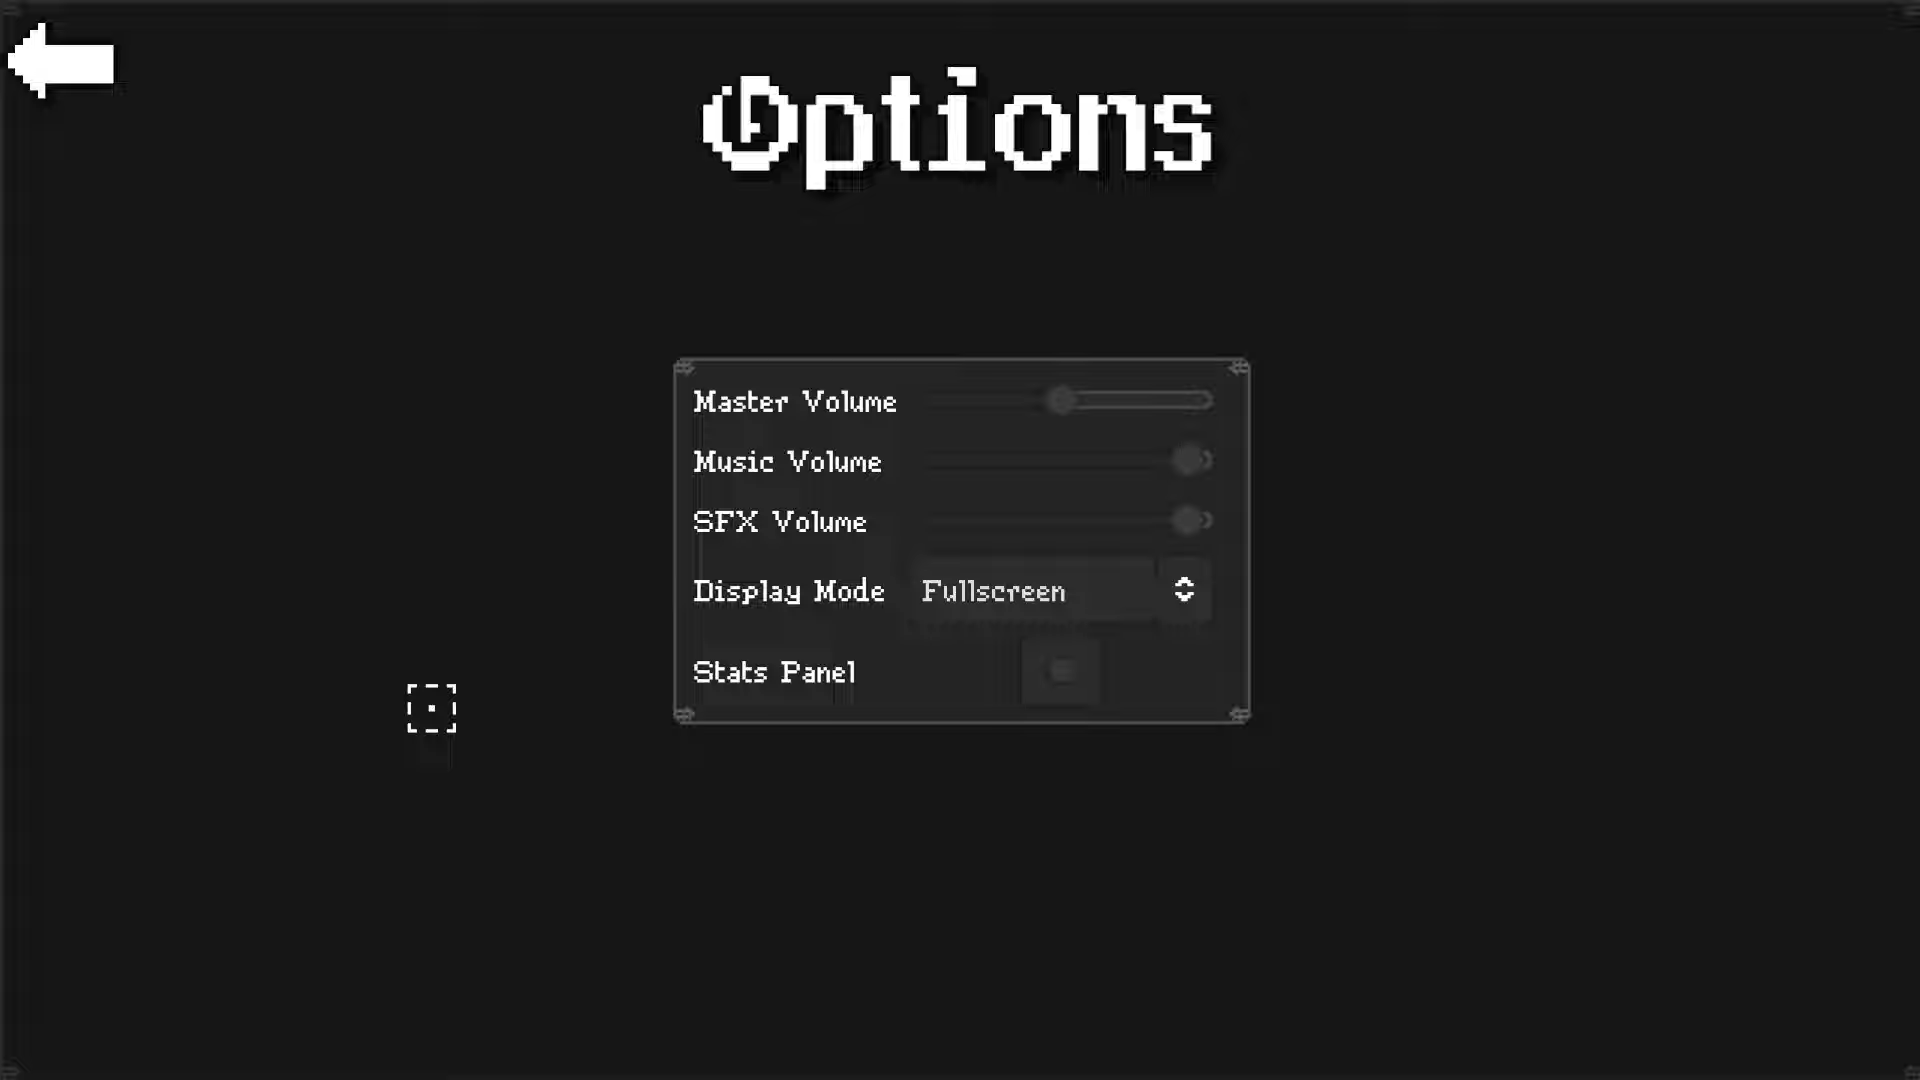 Options
Master Volume
Music Volume
SFX Volume
Display Mode Fullscreen
Stats Panel